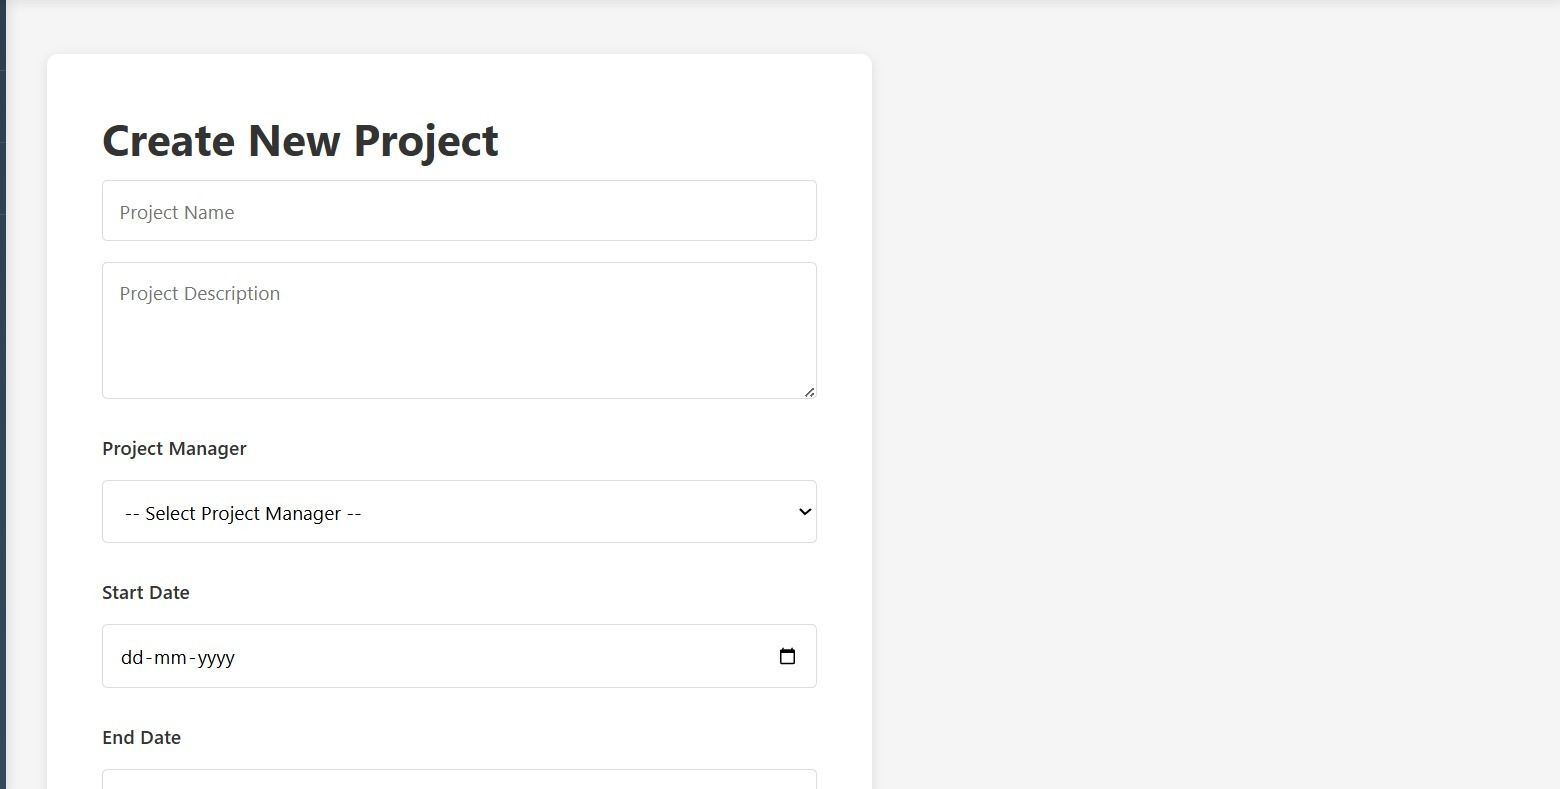 Create New Project
Project Name
Project Description
Project Manager
-- Select Project Manager --
Start Date
dd-mm-yyyy
End Date